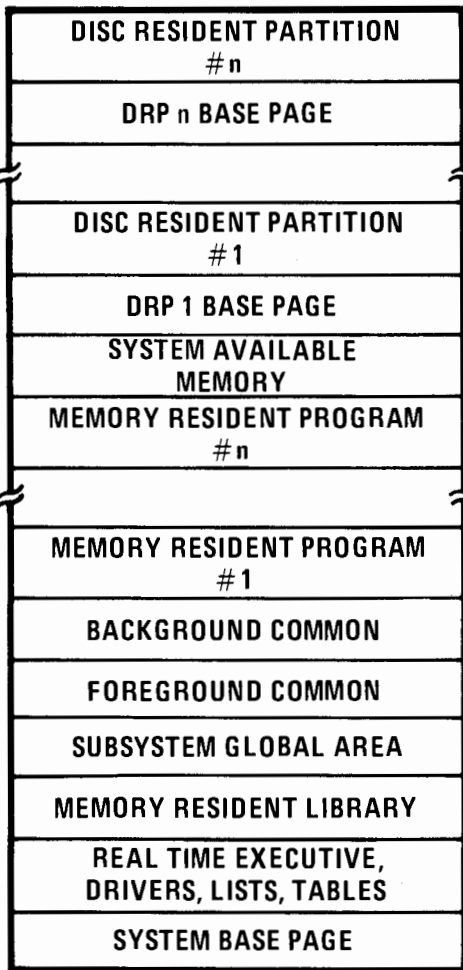 DISC RESIDENT PARTITION
#n
DRP n BASE PAGE
DISC RESIDENT PARTITION
#1
DRP 1 BASE PAGE
SYSTEM AVAILABLE
MEMORY
MEMORY RESIDENT PROGRAM
#n
MEMORY RESIDENT PROGRAM
#1
BACKGROUND COMMON
FOREGROUND COMMON
SUBSYSTEM GLOBAL AREA
MEMORY RESIDENT LIBRARY
REAL TIME EXECUTIVE,
DRIVERS, LISTS, TABLES
SYSTEM BASE PAGE